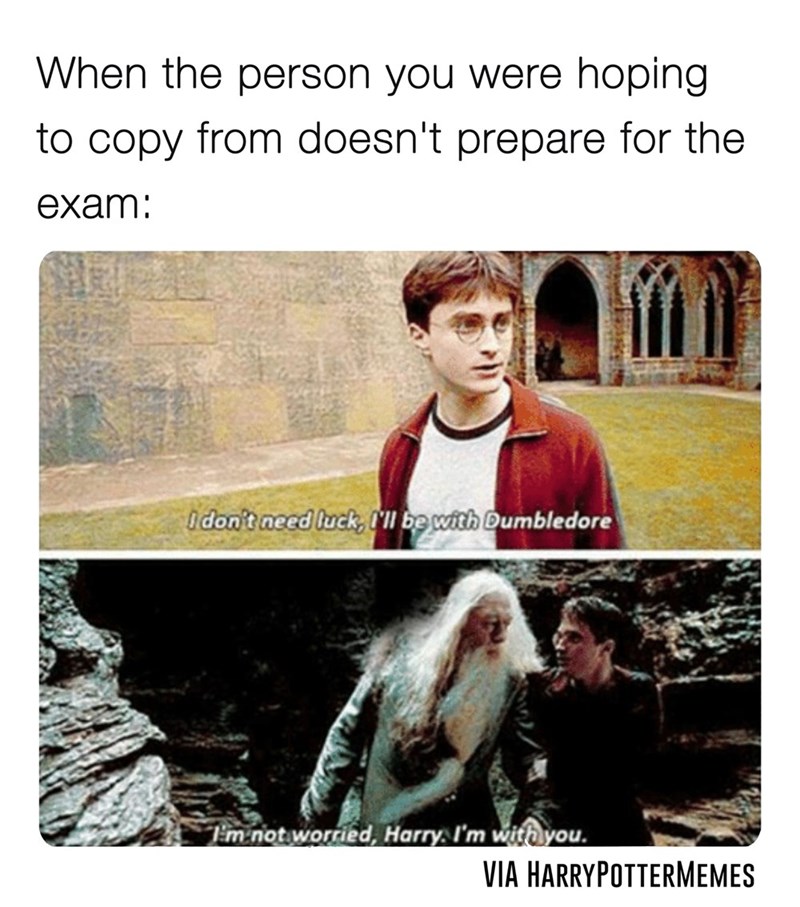 When the person you were hoping
to copy from doesn't prepare for the
exam:
I don't need luck, I'll be with Dumbledore
I'm not worried, Harry. I'm with you.
VIA HARRYPOTTERMEMES